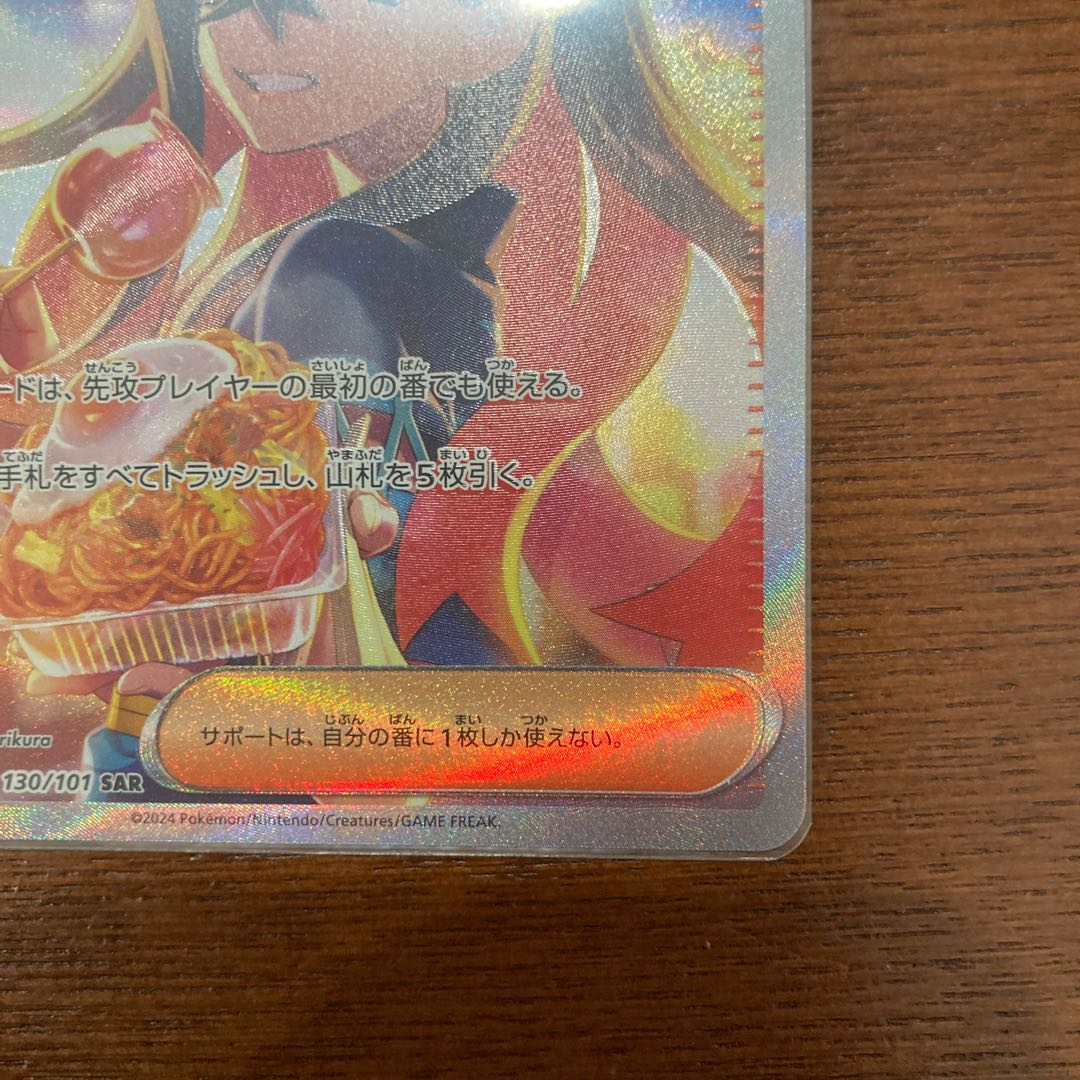 ードは、先攻プレイヤーの最初の番でも使える。
手札をすべてトラッシュし、山札を5枚引く。
サポートは、自分の番に1枚しか使えない。
rikura
130/101 SAR
©2024 Pokémon/Nintendo/Creatures/GAME FREAK.